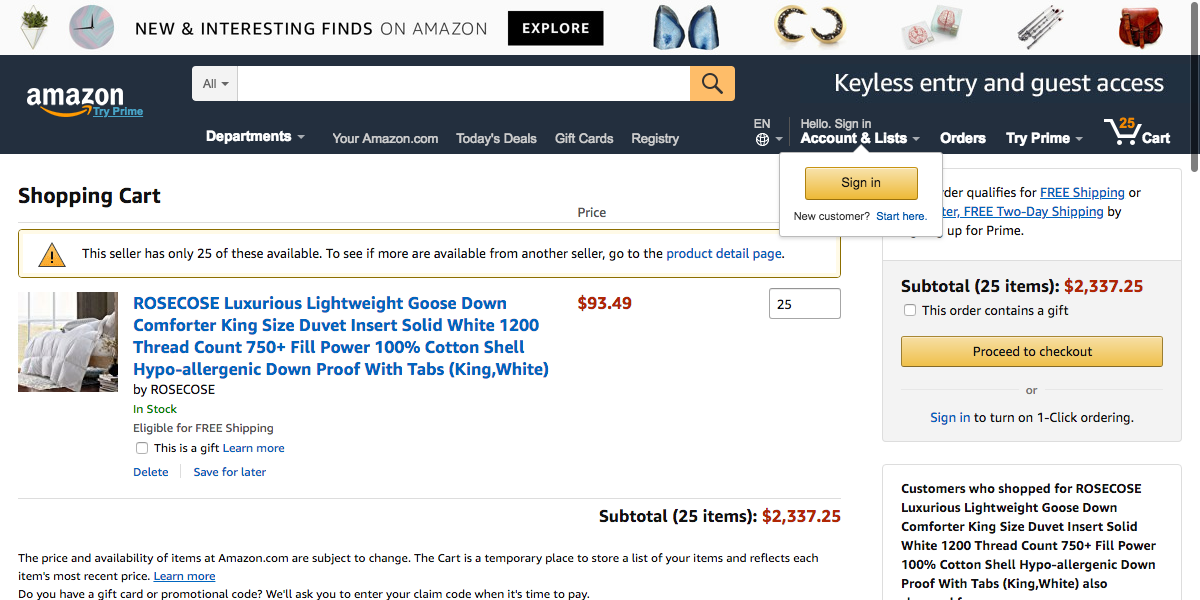 NEW & INTERESTING FINDS ON AMAZON EXPLORE
All
Keyless entry and guest access
amazon
Try Prime
Departments
Your Amazon.com Today's Deals Gift Cards Registry
EN
Hello. Sign in
Account & Lists
Orders
Try Prime
25
Cart
Sign in
New customer? Start here.
Shopping Cart
Price
This seller has only 25 of these available. To see if more are available from another seller, go to the product detail page.
ROSECOSE Luxurious Lightweight Goose Down
Comforter King Size Duvet Insert Solid White 1200
Thread Count 750+ Fill Power 100% Cotton Shell
Hypo-allergenic Down Proof With Tabs (King,White)
by ROSECOSE
In Stock
Eligible for FREE Shipping
This is a gift Learn more
Delete Save for later
$93.49
25
Subtotal (25 items): $2,337.25
The price and availability of items at Amazon.com are subject to change. The Cart is a temporary place to store a list of your items and reflects each
item's most recent price. Learn more
Do you have a gift card or promotional code? We'll ask you to enter your claim code when it's time to pay.
qualifies for FREE Shipping or
FREE Two-Day Shipping by
up for Prime.
Subtotal (25 items): $2,337.25
This order contains a gift
Proceed to checkout
or
Sign in to turn on 1-Click ordering.
Customers who shopped for ROSECOSE
Luxurious Lightweight Goose Down
Comforter King Size Duvet Insert Solid
White 1200 Thread Count 750+ Fill Power
100% Cotton Shell Hypo-allergenic Down
Proof With Tabs (King,White) also